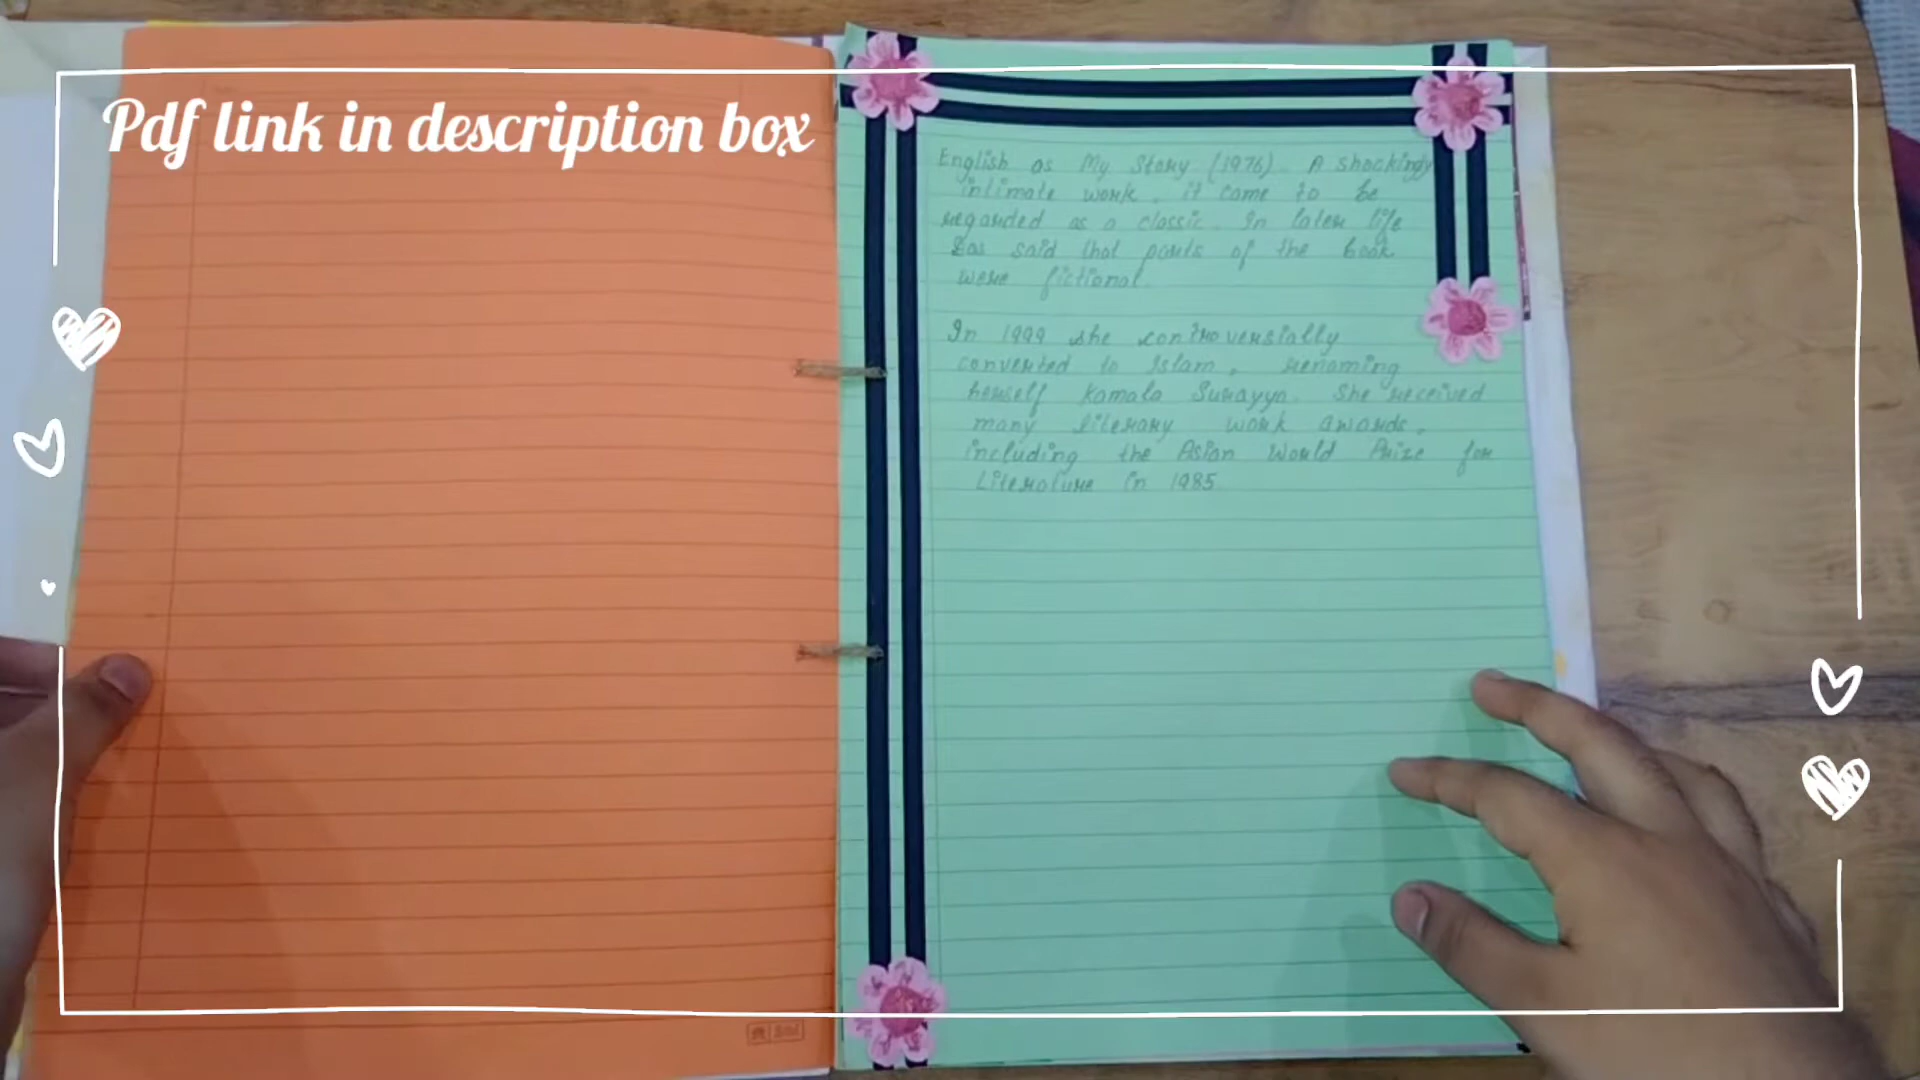 Pdf link in description box
English as My Story (1976). A shockingy
intimate work, it came to be
regarded as a classic. In later life
Das said that parts of the book
were fictional.
In 1999 she controversially
converted to Islam, renaming
herself Kamala Surayya. She received
many literary work awards,
including the Asian World Prize for
Literature in 1985